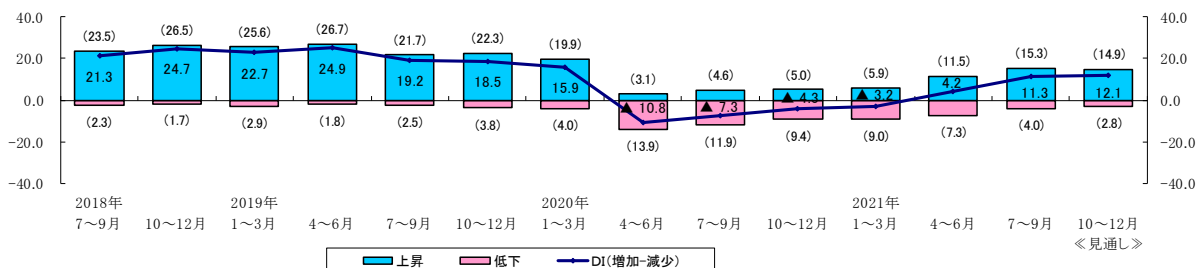 40.0 (23.5) (26.5) (25.6) (26.7) (21.7) (22.3) (19.9) (3.1) (4.6) (5.0) (5.9) (11.5) (15.3) (14.9) 40.0
20.0 21.3 24.7 22.7 24.9 19.2 18.5 15.9 ▲ 10.8 ▲ 7.3 ▲ 4.3 ▲ 3.2 4.2 11.3 12.1 20.0
0.0 0.0
-20.0 (2.3) (1.7) (2.9) (1.8) (2.5) (3.8) (4.0) (13.9) (11.9) (9.4) (9.0) (7.3) (4.0) (2.8) -20.0
-40.0 -40.0
2018年 2019年 2020年 2021年
7～9月 10～12月 1～3月 4～6月 7～9月 10～12月 1～3月 4～6月 7～9月 10～12月 1～3月 4～6月 7～9月 10～12月
≪見通し≫
上昇 低下 DI(増加-減少)